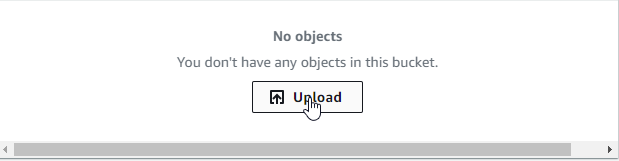 No objects
You don't have any objects in this bucket.
Upload